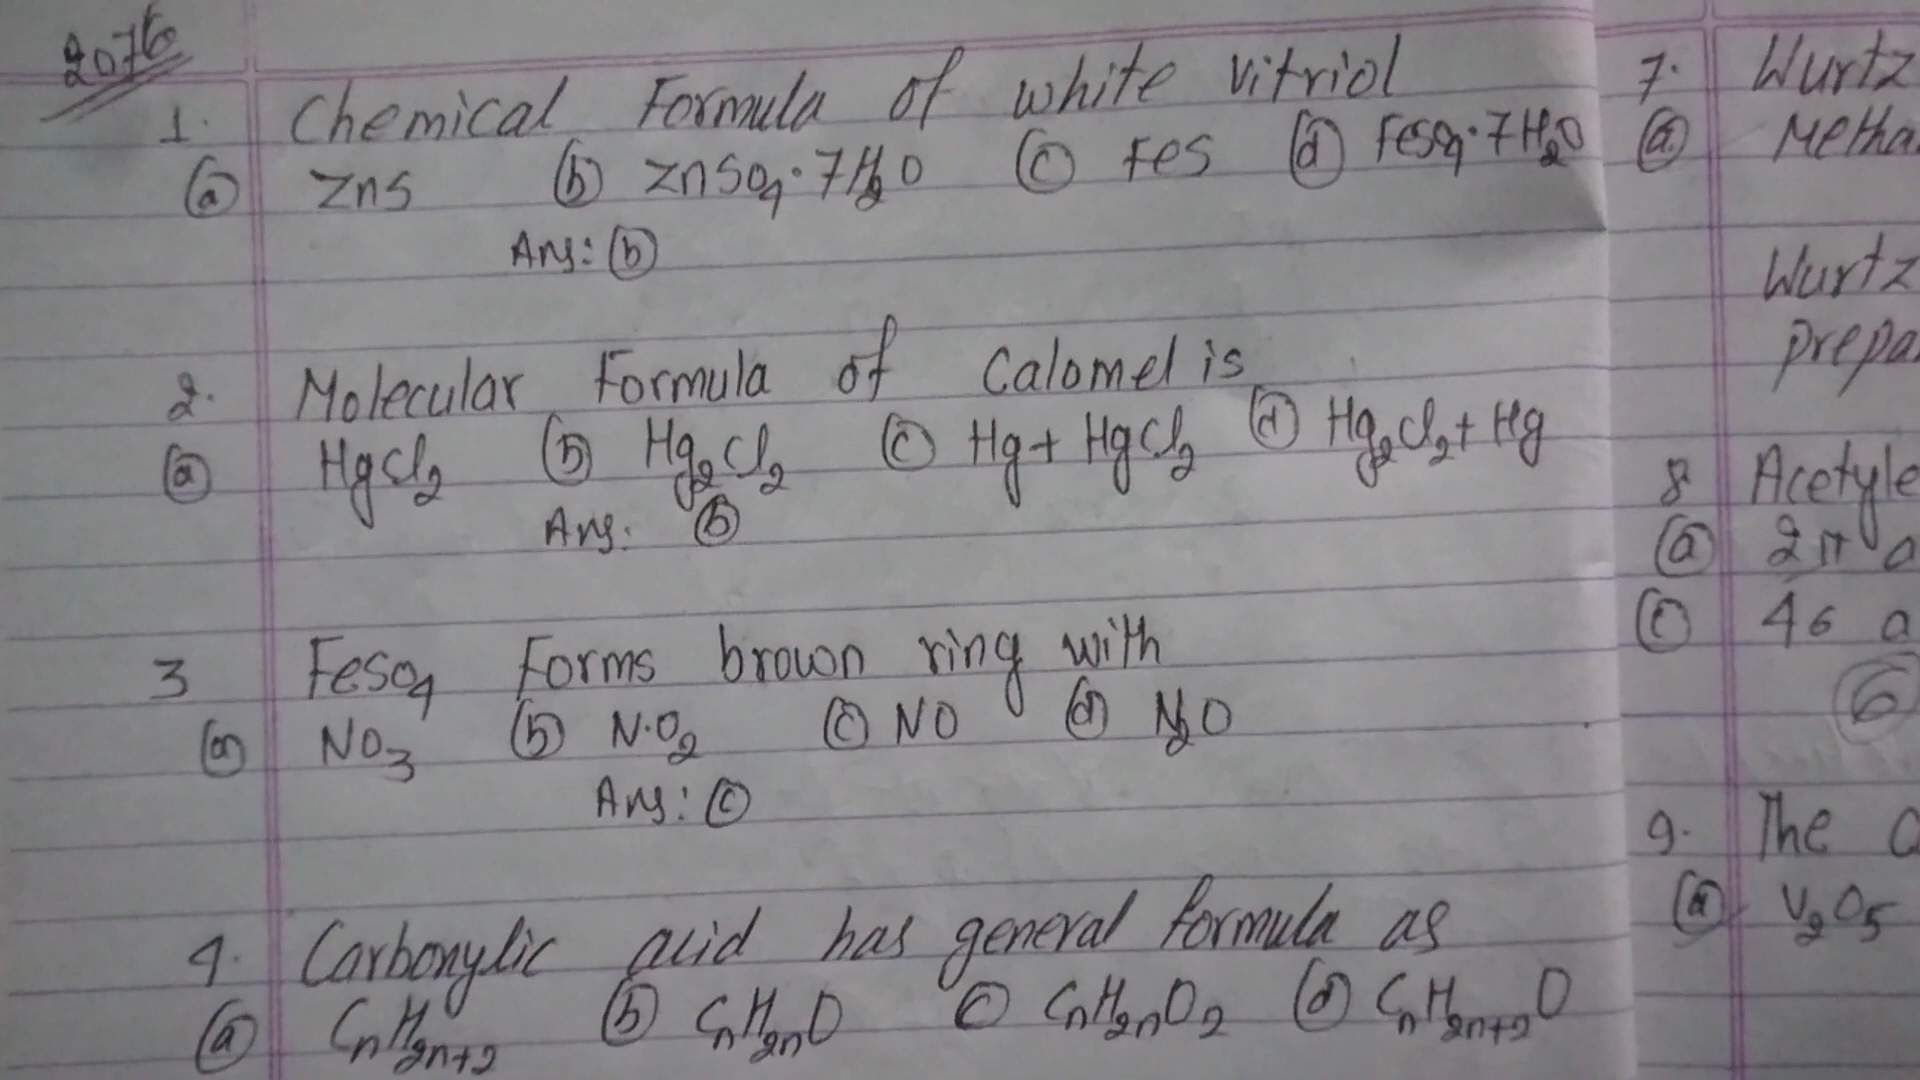 2076
1. Chemical Formula of white vitriol
(a) ZnS (b) ZnSO4·7H2O (c) FeS (d) FeSO4·7H2O
Ans: (b)
2. Molecular Formula of Calomel is
(a) HgCl2 (b) Hg2Cl2 (c) Hg+HgCl2 (d) Hg2Cl2+Hg
Ans. (b)
3 FeSO4 Forms brown ring with
(a) NO3 (b) N·O2 (c) NO (d) N2O
Ans: (c)
4. Carbonylic acid has general formula as
(a) CnH2n+2 (b) CnH2nO (c) CnH2nO2 (d) CnH2n+2O
7. Wurtz
(a) Metha
Wurtz
prepa
8 Acetyle
(a) 2π a
(c) 46 a
(6)
9. The
(a) V2O5